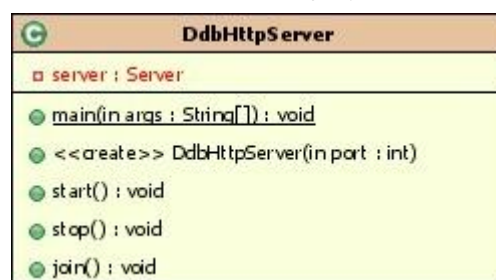 C DdbHttpServer
server : Server
main(in args : String[]) : void
<<create>> DdbHttpServer(in port : int)
start() : void
stop() : void
join() : void